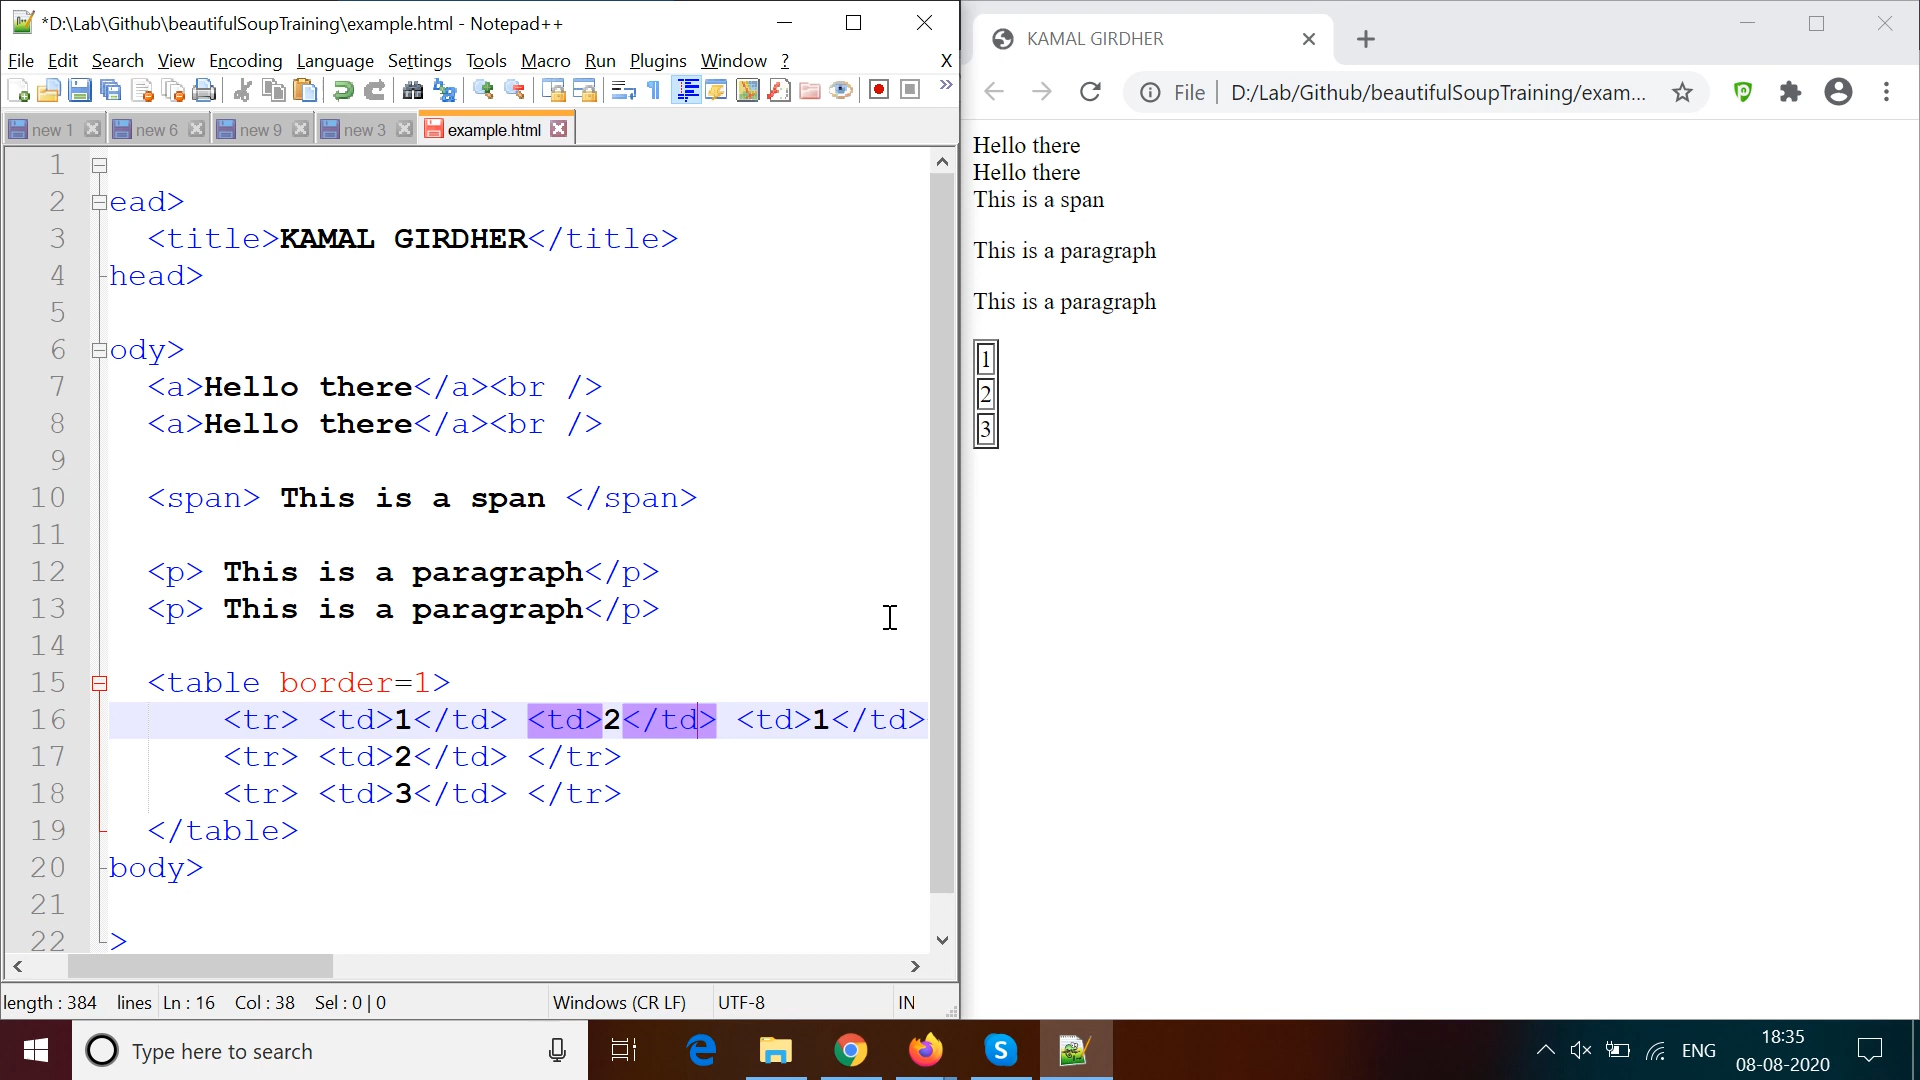 *D:\Lab\Github\beautifulSoupTraining\example.html - Notepad++
File Edit Search View Encoding Language Settings Tools Macro Run Plugins Window ? X
new 1 new 6 new 9 new 3 example.html
1
2 ead>
3 <title>KAMAL GIRDHER</title>
4 head>
5
6 ody>
7 <a>Hello there</a><br />
8 <a>Hello there</a><br />
9
10 <span> This is a span </span>
11
12 <p> This is a paragraph</p>
13 <p> This is a paragraph</p>
14
15 <table border=1>
16 <tr> <td>1</td> <td>2</td> <td>1</td>
17 <tr> <td>2</td> </tr>
18 <tr> <td>3</td> </tr>
19 </table>
20 body>
21
22 >
length : 384 lines Ln : 16 Col : 38 Sel : 0 | 0 Windows (CR LF) UTF-8 IN
KAMAL GIRDHER
File D:/Lab/Github/beautifulSoupTraining/exam...
Hello there
Hello there
This is a span
This is a paragraph
This is a paragraph
1
2
3
Type here to search
ENG
18:35
08-08-2020